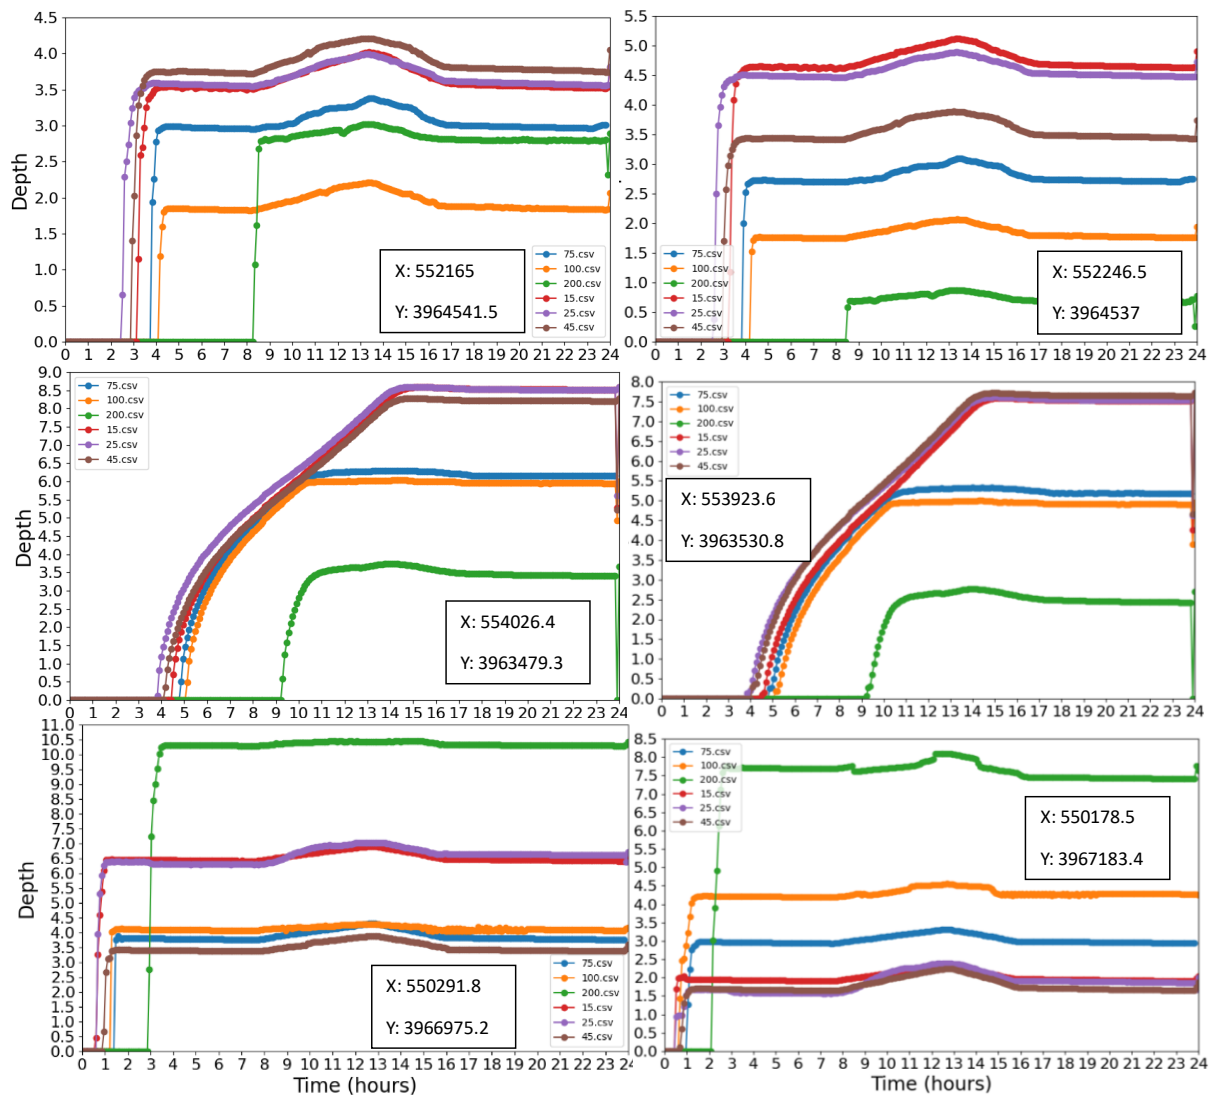 4.5
4.0
3.5
3.0
2.5
2.0
1.5
1.0
0.5
0.0
Depth
0 1 2 3 4 5 6 7 8 9 10 11 12 13 14 15 16 17 18 19 20 21 22 23 24
X: 552165
Y: 3964541.5
75.csv
100.csv
200.csv
15.csv
25.csv
45.csv
5.5
5.0
4.5
4.0
3.5
3.0
2.5
2.0
1.5
1.0
0.5
0.0
0 1 2 3 4 5 6 7 8 9 10 11 12 13 14 15 16 17 18 19 20 21 22 23 24
75.csv
100.csv
200.csv
15.csv
25.csv
45.csv
X: 552246.5
Y: 3964537
9.0
8.5
8.0
7.5
7.0
6.5
6.0
5.5
5.0
4.5
4.0
3.5
3.0
2.5
2.0
1.5
1.0
0.5
0.0
Depth
0 1 2 3 4 5 6 7 8 9 10 11 12 13 14 15 16 17 18 19 20 21 22 23 24
75.csv
100.csv
200.csv
15.csv
25.csv
45.csv
X: 554026.4
Y: 3963479.3
8.0
7.5
7.0
6.5
6.0
5.5
5.0
4.5
4.0
3.5
3.0
2.5
2.0
1.5
1.0
0.5
0.0
0 1 2 3 4 5 6 7 8 9 10 11 12 13 14 15 16 17 18 19 20 21 22 23 24
75.csv
100.csv
200.csv
15.csv
25.csv
45.csv
X: 553923.6
Y: 3963530.8
11.0
10.5
10.0
9.5
9.0
8.5
8.0
7.5
7.0
6.5
6.0
5.5
5.0
4.5
4.0
3.5
3.0
2.5
2.0
1.5
1.0
0.5
0.0
Depth
0 1 2 3 4 5 6 7 8 9 10 11 12 13 14 15 16 17 18 19 20 21 22 23 24
Time (hours)
X: 550291.8
Y: 3966975.2
75.csv
100.csv
200.csv
15.csv
25.csv
45.csv
8.5
8.0
7.5
7.0
6.5
6.0
5.5
5.0
4.5
4.0
3.5
3.0
2.5
2.0
1.5
1.0
0.5
0.0
0 1 2 3 4 5 6 7 8 9 10 11 12 13 14 15 16 17 18 19 20 21 22 23 24
Time (hours)
75.csv
100.csv
200.csv
15.csv
25.csv
45.csv
X: 550178.5
Y: 3967183.4